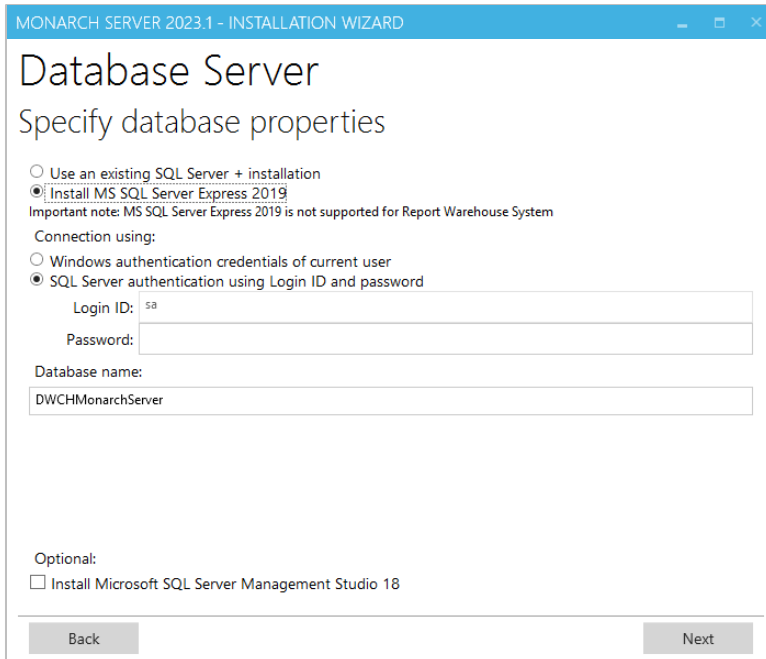 MONARCH SERVER 2023.1 - INSTALLATION WIZARD
Database Server
Specify database properties
Use an existing SQL Server + installation
Install MS SQL Server Express 2019
Important note: MS SQL Server Express 2019 is not supported for Report Warehouse System
Connection using:
Windows authentication credentials of current user
SQL Server authentication using Login ID and password
Login ID: sa
Password:
Database name:
DWCHMonarchServer
Optional:
Install Microsoft SQL Server Management Studio 18
Back Next